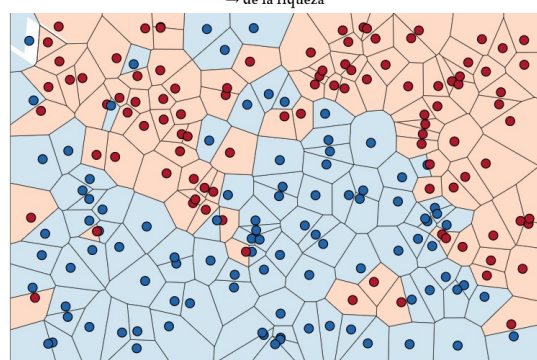 → de la riqueza